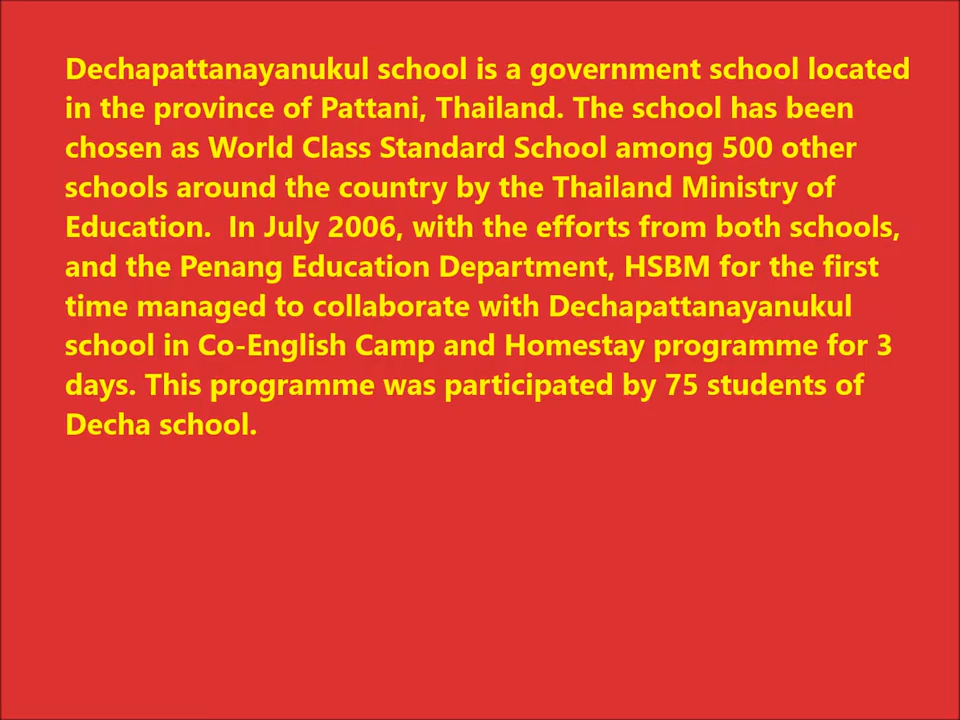 Dechapattanayanukul school is a government school located
in the province of Pattani, Thailand. The school has been
chosen as World Class Standard School among 500 other
schools around the country by the Thailand Ministry of
Education.  In July 2006, with the efforts from both schools,
and the Penang Education Department, HSBM for the first
time managed to collaborate with Dechapattanayanukul
school in Co-English Camp and Homestay programme for 3
days. This programme was participated by 75 students of
Decha school.